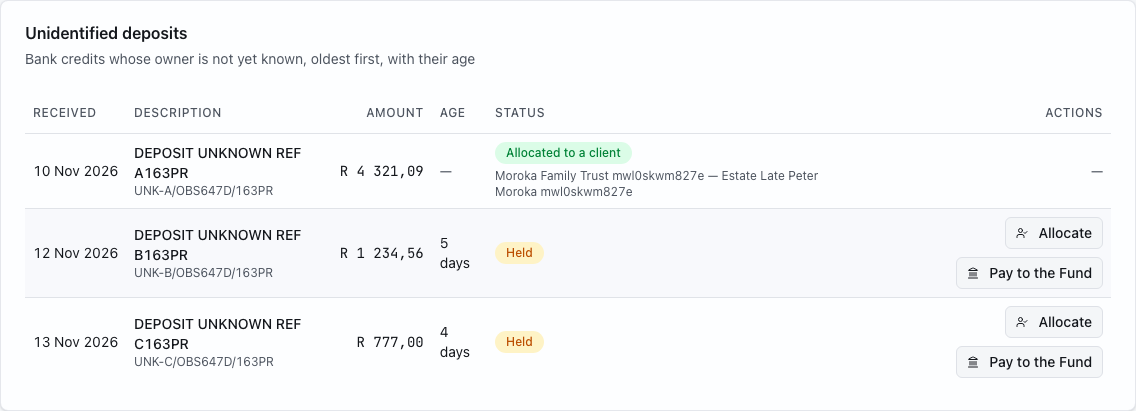 Unidentified deposits
Bank credits whose owner is not yet known, oldest first, with their age
RECEIVED DESCRIPTION AMOUNT AGE STATUS ACTIONS
10 Nov 2026 DEPOSIT UNKNOWN REF A163PR R 4 321,09 — Allocated to a client —
UNK-A/OBS647D/163PR
Moroka Family Trust mwl0skwm827e — Estate Late Peter
Moroka mwl0skwm827e
12 Nov 2026 DEPOSIT UNKNOWN REF B163PR R 1 234,56 5 days Held Allocate
UNK-B/OBS647D/163PR
Pay to the Fund
13 Nov 2026 DEPOSIT UNKNOWN REF C163PR R 777,00 4 days Held Allocate
UNK-C/OBS647D/163PR
Pay to the Fund